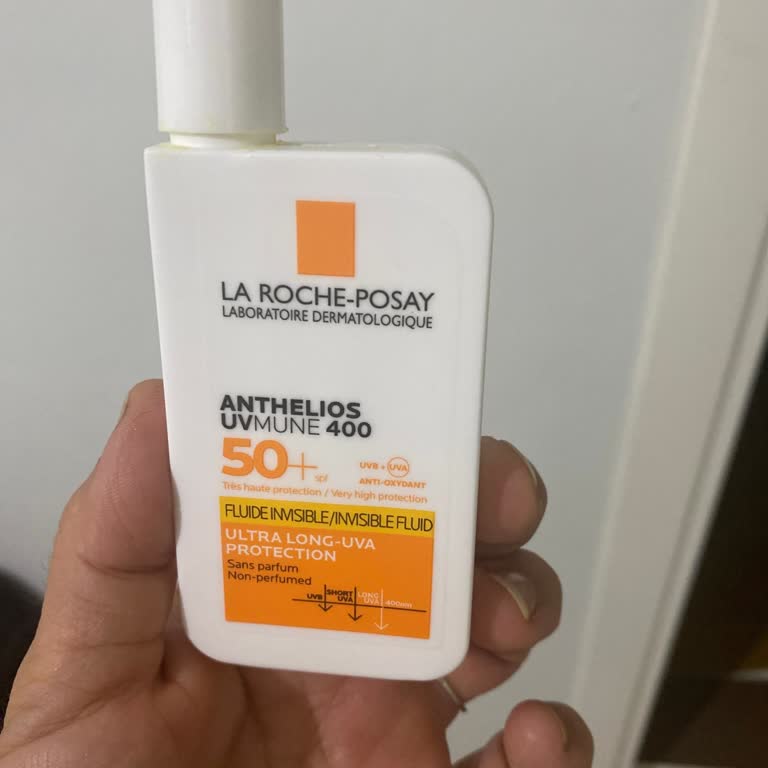 LA ROCHE-POSAY
LABORATOIRE DERMATOLOGIQUE
ANTHELIOS
UVMUNE 400
50+ spf
UVB + UVA
ANTI-OXYDANT
Très haute protection / Very high protection
FLUIDE INVISIBLE/INVISIBLE FLUID
ULTRA LONG-UVA
PROTECTION
Sans parfum
Non-perfumed
UVB SHORT UVA LONG UVA 400nm